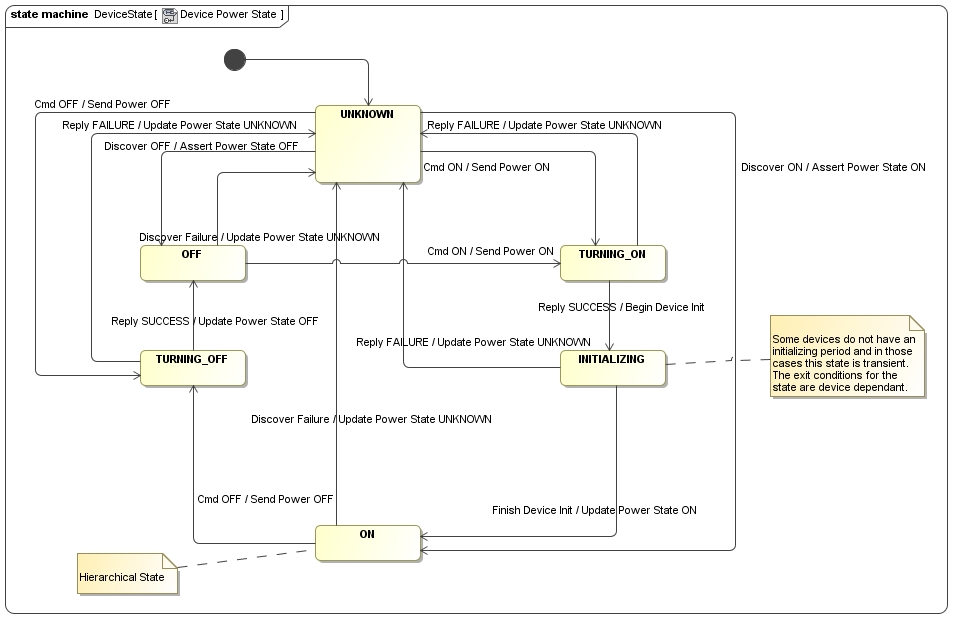 state machine DeviceState[ Device Power State ]
Cmd OFF / Send Power OFF
UNKNOWN
Reply FAILURE / Update Power State UNKNOWN
Reply FAILURE / Update Power State UNKNOWN
Discover OFF / Assert Power State OFF
Cmd ON / Send Power ON
Discover ON / Assert Power State ON
Discover Failure / Update Power State UNKNOWN
OFF
Cmd ON / Send Power ON
TURNING_ON
Reply SUCCESS / Begin Device Init
Reply SUCCESS / Update Power State OFF
Reply FAILURE / Update Power State UNKNOWN
TURNING_OFF
INITIALIZING
Some devices do not have an
initializing period and in those
cases this state is transient.
The exit conditions for the
state are device dependant.
Discover Failure / Update Power State UNKNOWN
Cmd OFF / Send Power OFF
Finish Device Init / Update Power State ON
ON
Hierarchical State